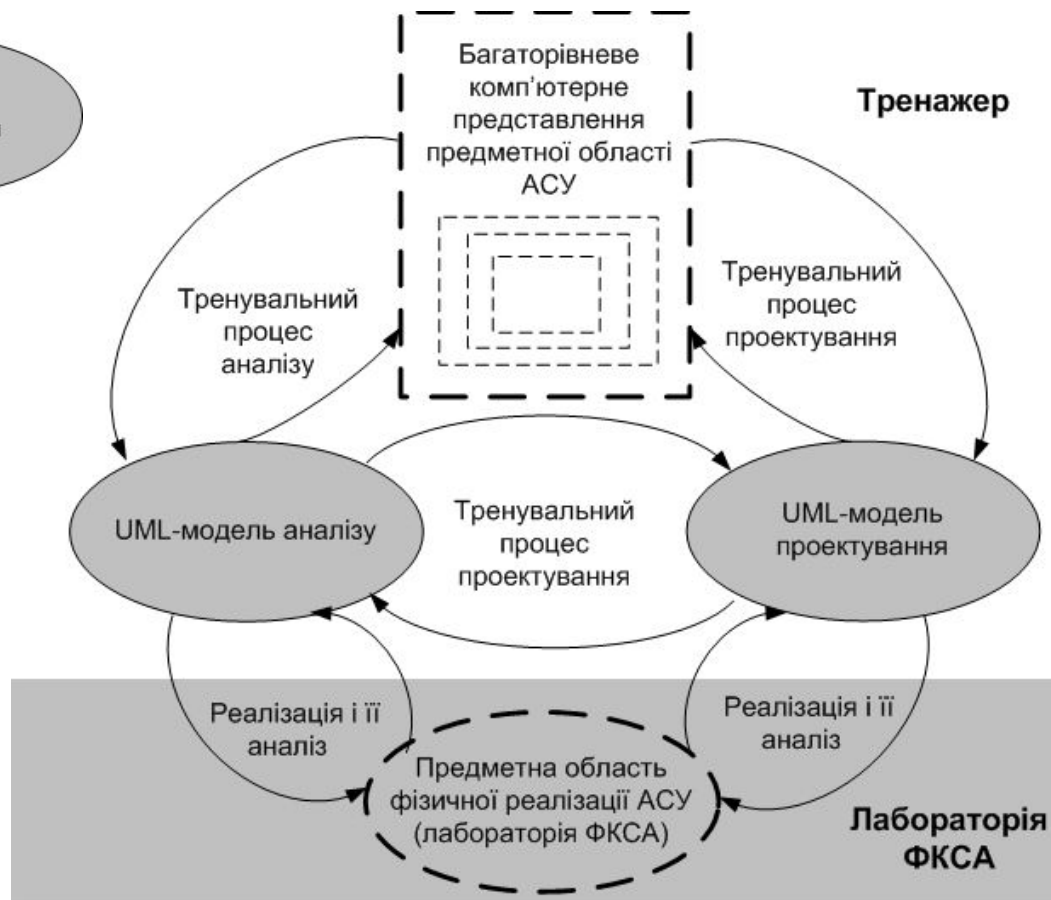 Багаторівневе
комп’ютерне
представлення
предметної області
АСУ
Тренажер
Тренувальний
процес
аналізу
Тренувальний
процес
проектування
UML-модель аналізу
Тренувальний
процес
проектування
UML-модель
проектування
Реалізація і її
аналіз
Реалізація і її
аналіз
Предметна область
фізичної реалізації АСУ
(лабораторія ФКСА)
Лабораторія
ФКСА